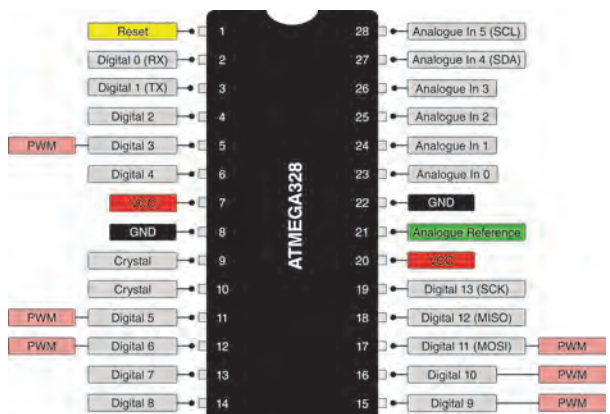 Reset 1 28 Analogue In 5 (SCL)
Digital 0 (RX) 2 27 Analogue In 4 (SDA)
Digital 1 (TX) 3 26 Analogue In 3
Digital 2 4 25 Analogue In 2
PWM Digital 3 5 24 Analogue In 1
Digital 4 6 23 Analogue In 0
VCC 7 22 GND
GND 8 21 Analogue Reference
Crystal 9 20 VCC
Crystal 10 19 Digital 13 (SCK)
PWM Digital 5 11 18 Digital 12 (MISO)
PWM Digital 6 12 17 Digital 11 (MOSI) PWM
Digital 7 13 16 Digital 10 PWM
Digital 8 14 15 Digital 9 PWM
ATMEGA328